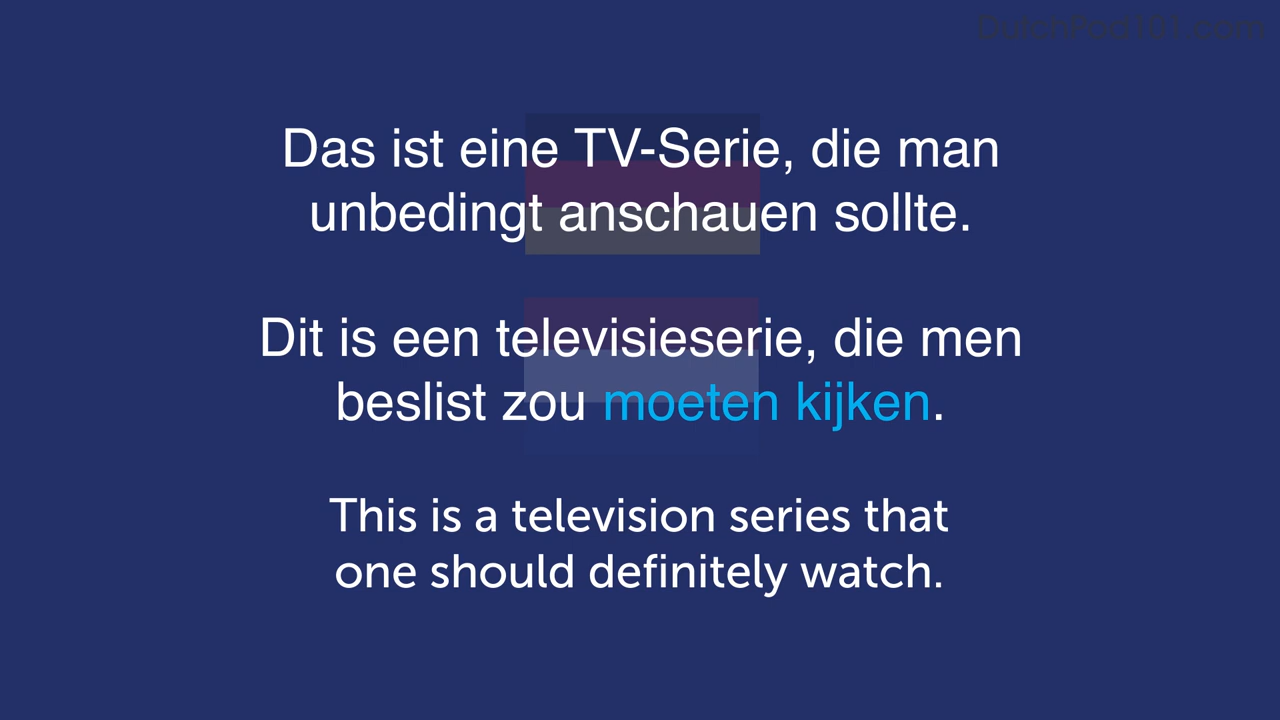 DutchPod101.com
Das ist eine TV-Serie, die man
unbedingt anschauen sollte.
Dit is een televisieserie, die men
beslist zou moeten kijken.
This is a television series that
one should definitely watch.